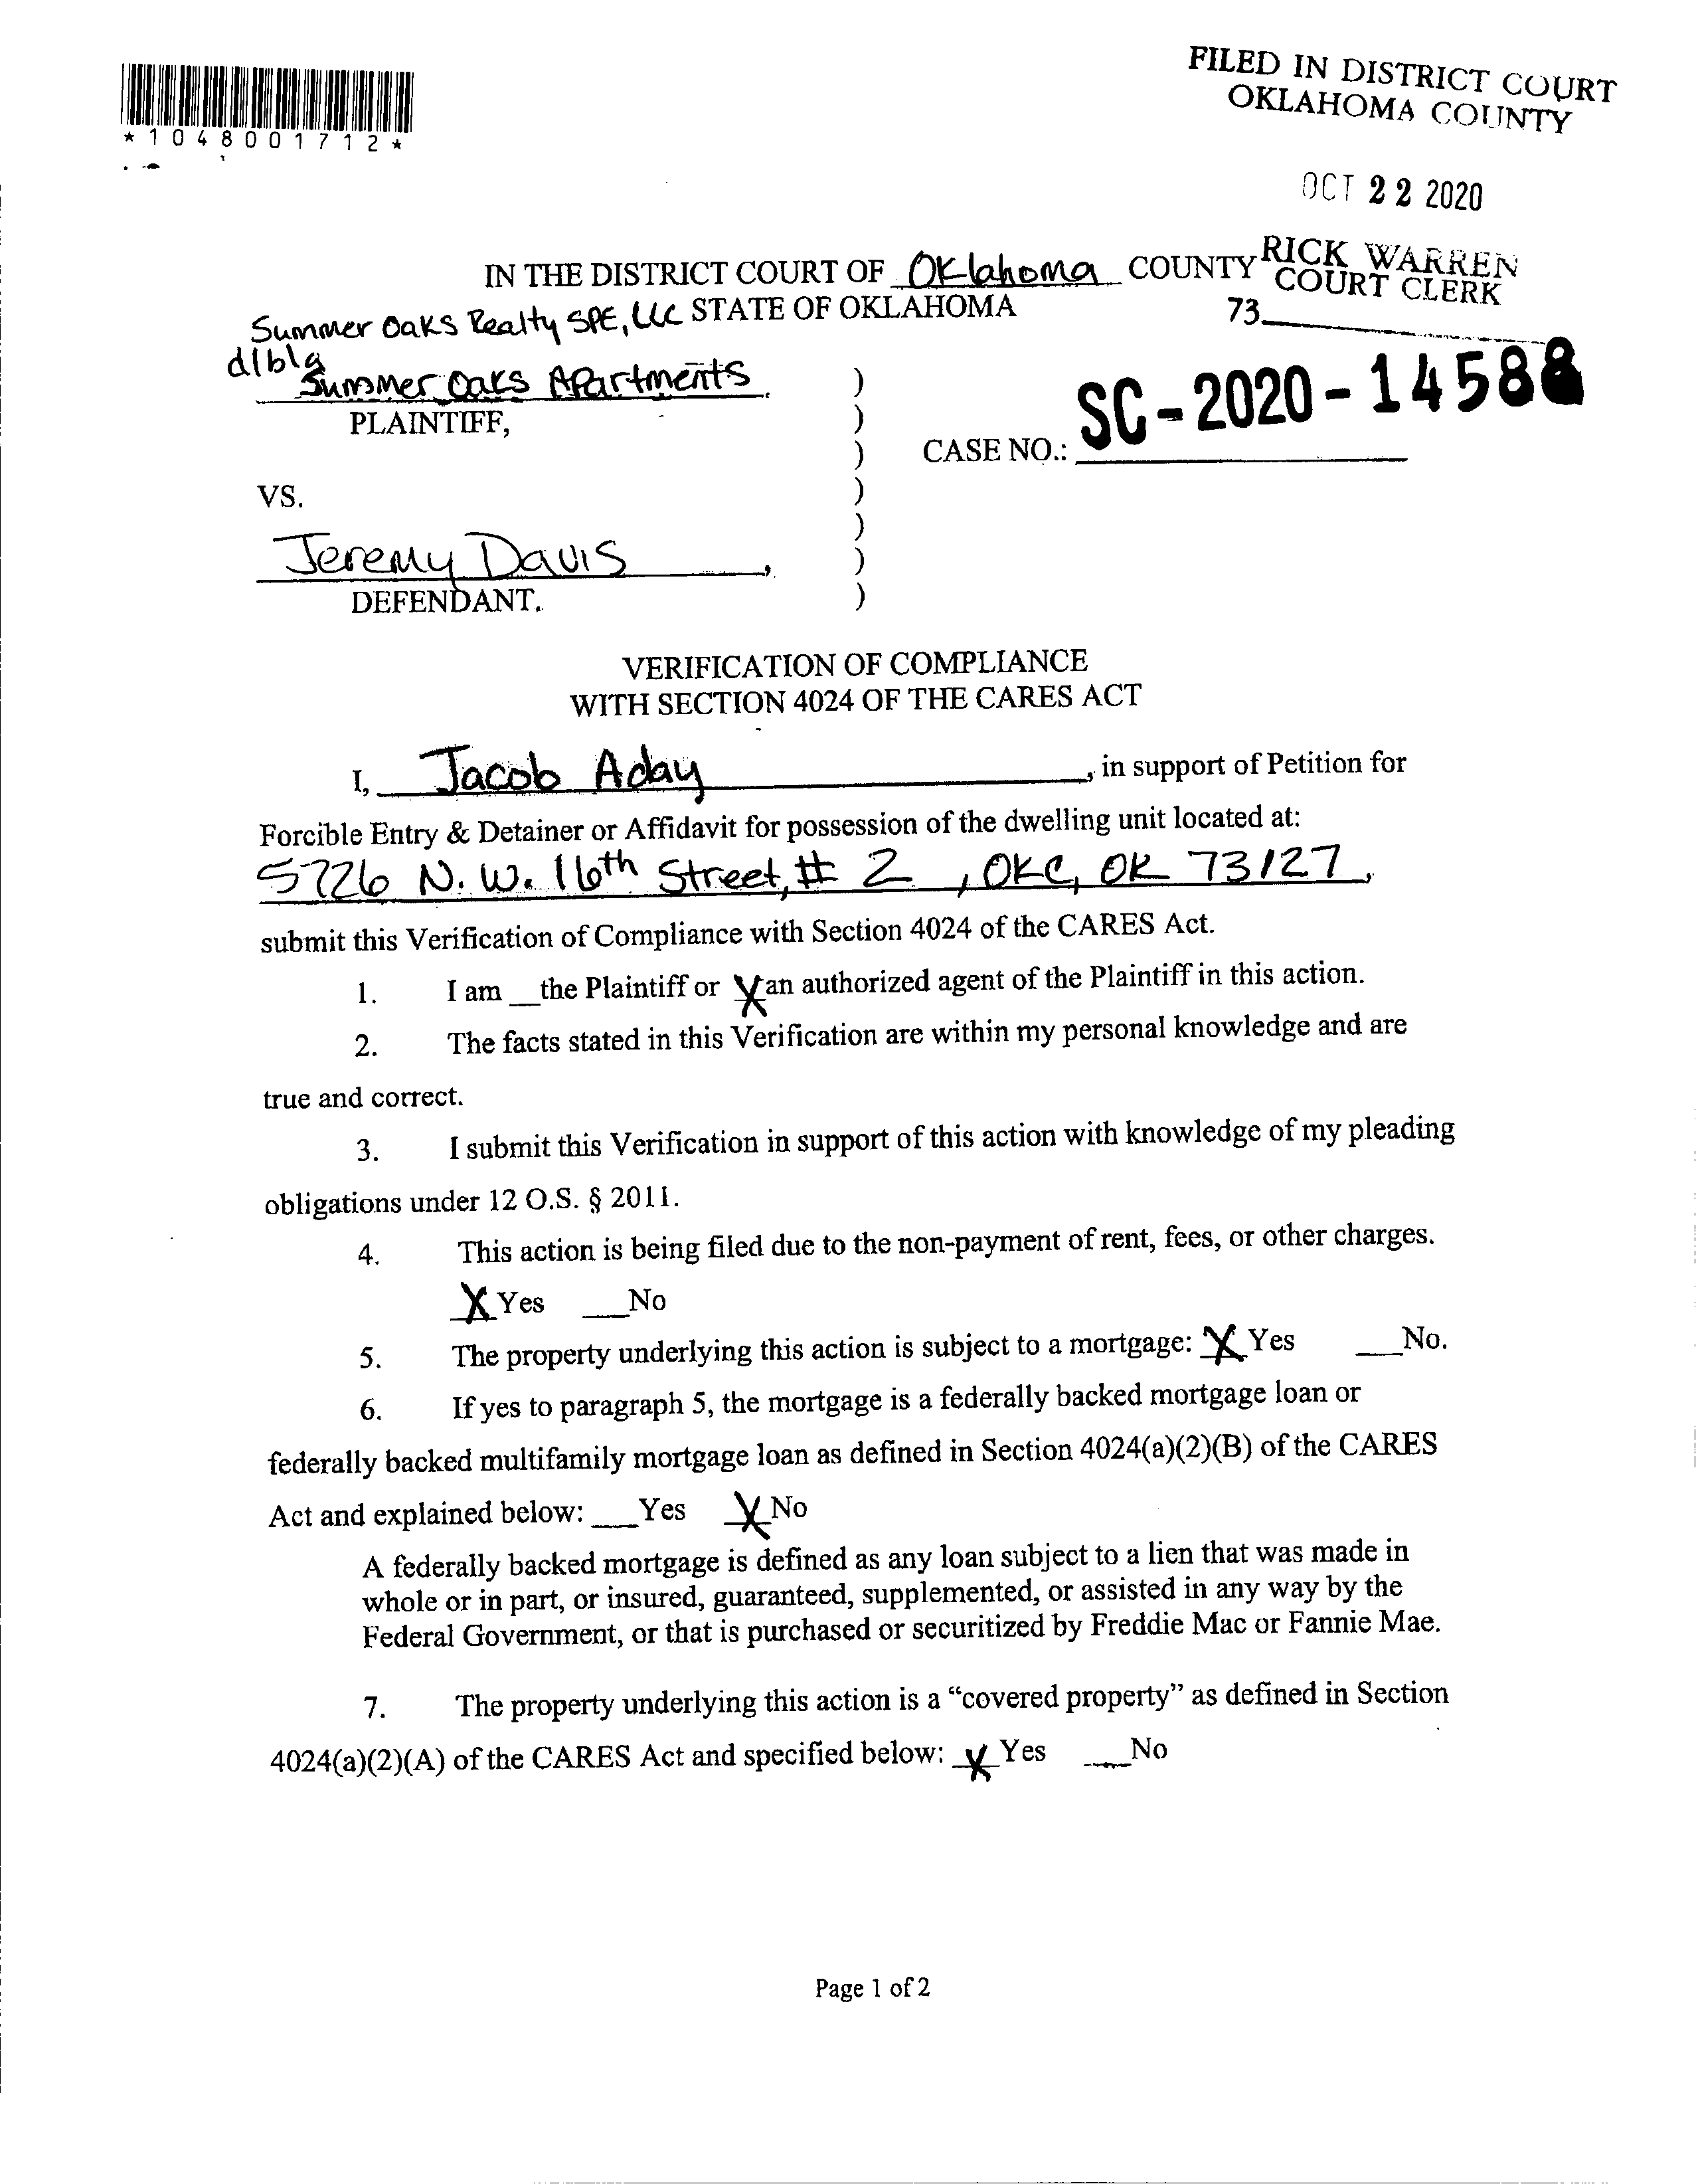 *1048001712*
FILED IN DISTRICT COURT
OKLAHOMA COUNTY
OCT 22 2020
RICK WARREN
COURT CLERK
73
IN THE DISTRICT COURT OF Oklahoma COUNTY
Summer Oaks Realty SPE, LLC STATE OF OKLAHOMA
d/b/a
Summer Oaks Apartments )
PLAINTIFF, )
) CASE NO.: SC-2020-14588
VS. )
)
Jeremy Davis, )
DEFENDANT. )
VERIFICATION OF COMPLIANCE
WITH SECTION 4024 OF THE CARES ACT
I, Jacob Aday, in support of Petition for
Forcible Entry & Detainer or Affidavit for possession of the dwelling unit located at:
5726 N.W. 16th Street, # 2, OKC, OK 73127,
submit this Verification of Compliance with Section 4024 of the CARES Act.
1. I am __the Plaintiff or X an authorized agent of the Plaintiff in this action.
2. The facts stated in this Verification are within my personal knowledge and are
true and correct.
3. I submit this Verification in support of this action with knowledge of my pleading
obligations under 12 O.S. § 2011.
4. This action is being filed due to the non-payment of rent, fees, or other charges.
X Yes ___No
5. The property underlying this action is subject to a mortgage: X Yes ___No.
6. If yes to paragraph 5, the mortgage is a federally backed mortgage loan or
federally backed multifamily mortgage loan as defined in Section 4024(a)(2)(B) of the CARES
Act and explained below: ___Yes X No
A federally backed mortgage is defined as any loan subject to a lien that was made in
whole or in part, or insured, guaranteed, supplemented, or assisted in any way by the
Federal Government, or that is purchased or securitized by Freddie Mac or Fannie Mae.
7. The property underlying this action is a “covered property” as defined in Section
4024(a)(2)(A) of the CARES Act and specified below: X Yes ___No
Page 1 of 2